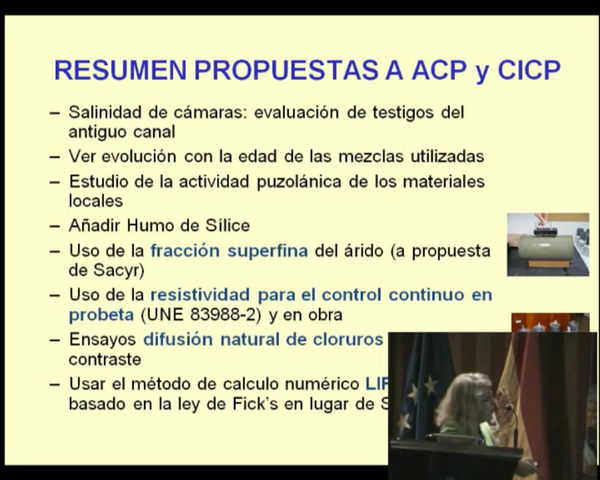 RESUMEN PROPUESTAS A ACP y CICP
– Salinidad de cámaras: evaluación de testigos del
antiguo canal
– Ver evolución con la edad de las mezclas utilizadas
– Estudio de la actividad puzolánica de los materiales
locales
– Añadir Humo de Sílice
– Uso de la fracción superfina del árido (a propuesta
de Sacyr)
– Uso de la resistividad para el control continuo en
probeta (UNE 83988-2) y en obra
– Ensayos difusión natural de cloruros
contraste
– Usar el método de calculo numérico
basado en la ley de Fick's en lugar de